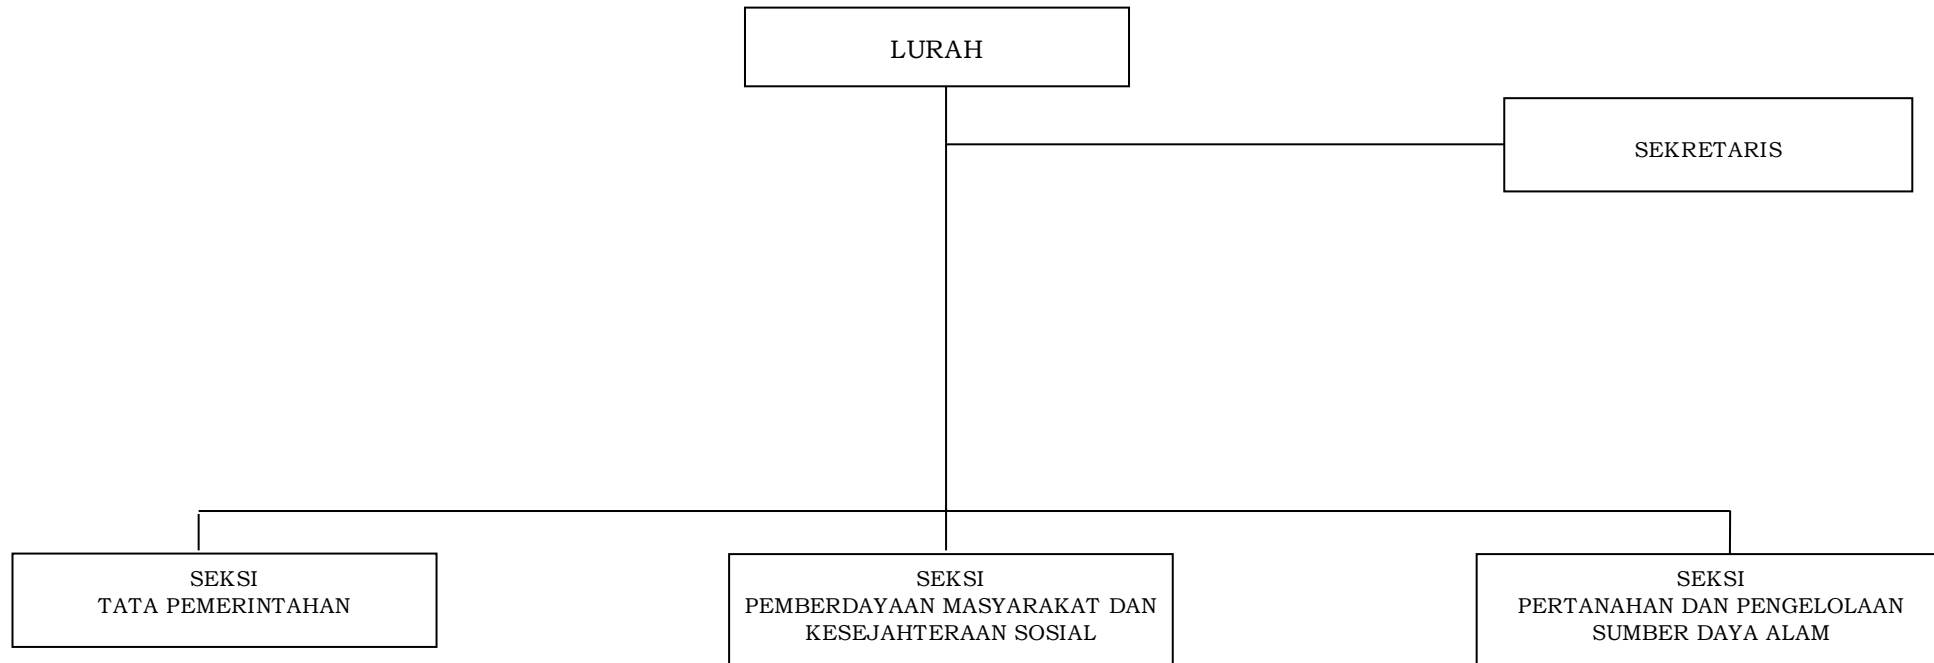 LURAH
SEKRETARIS
SEKSI
TATA PEMERINTAHAN
SEKSI
PEMBERDAYAAN MASYARAKAT DAN
KESEJAHTERAAN SOSIAL
SEKSI
PERTANAHAN DAN PENGELOLAAN
SUMBER DAYA ALAM